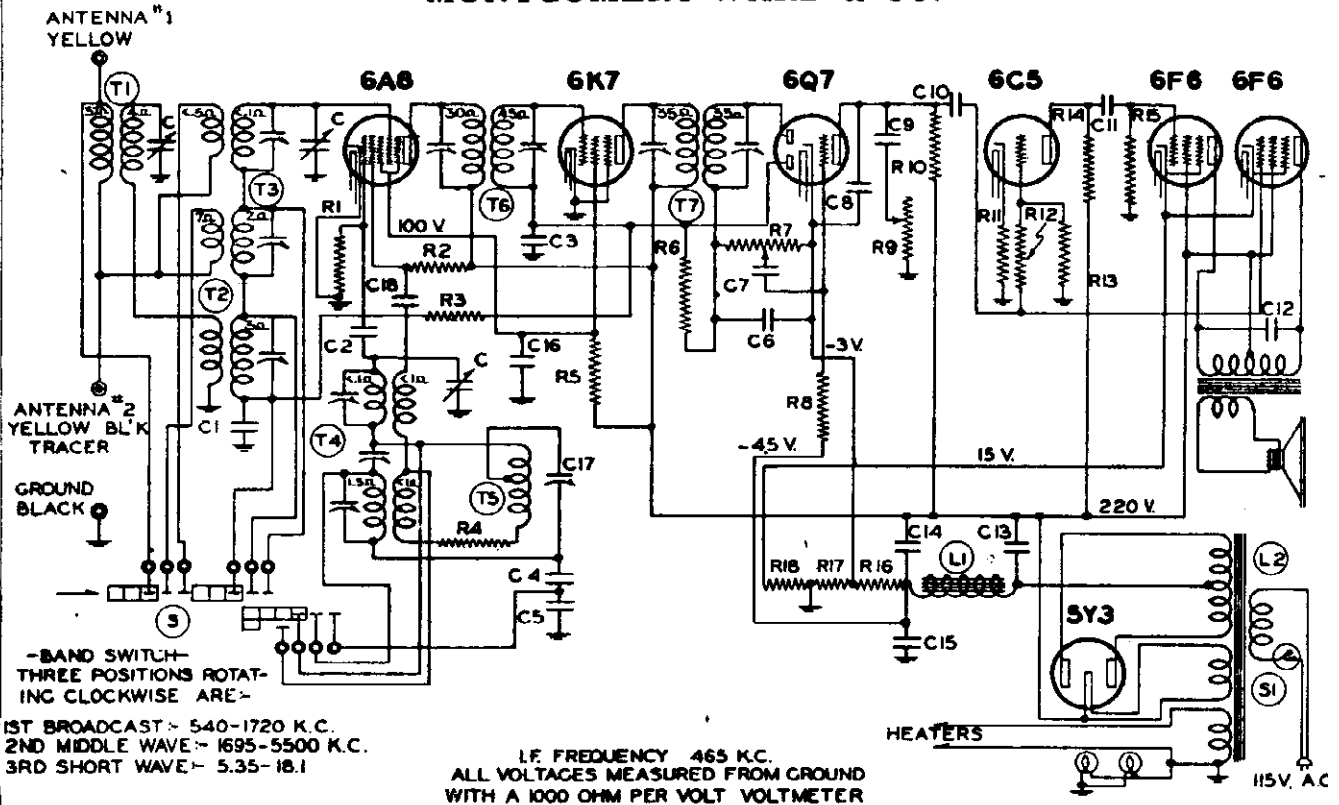 ANTENNA #1
YELLOW
6A8
6K7
6Q7
6C5
6F6
6F6
T1
C
C
T3
T2
R1
100 V.
C18
R2
R3
C2
T6
C3
C16
R5
T7
R6
R7
C7
C6
C8
C9
R10
R9
C10
R11
R12
R13
R14
C11
R15
C12
-3V.
R8
-45 V.
15 V.
220 V.
ANTENNA #2
YELLOW BL'K
TRACER
C1
T4
C
T5
C17
R4
C4
C5
GROUND
BLACK
S
C14
L1
C13
R18
R17
R16
C15
5Y3
L2
S1
HEATERS
115V. A.C
-BAND SWITCH-
THREE POSITIONS ROTAT-
ING CLOCKWISE ARE:-
1ST BROADCAST:- 540-1720 K.C.
2ND MIDDLE WAVE:- 1695-5500 K.C.
3RD SHORT WAVE:- 5.35-18.1
I.F. FREQUENCY 465 K.C.
ALL VOLTAGES MEASURED FROM GROUND
WITH A 1000 OHM PER VOLT VOLTMETER